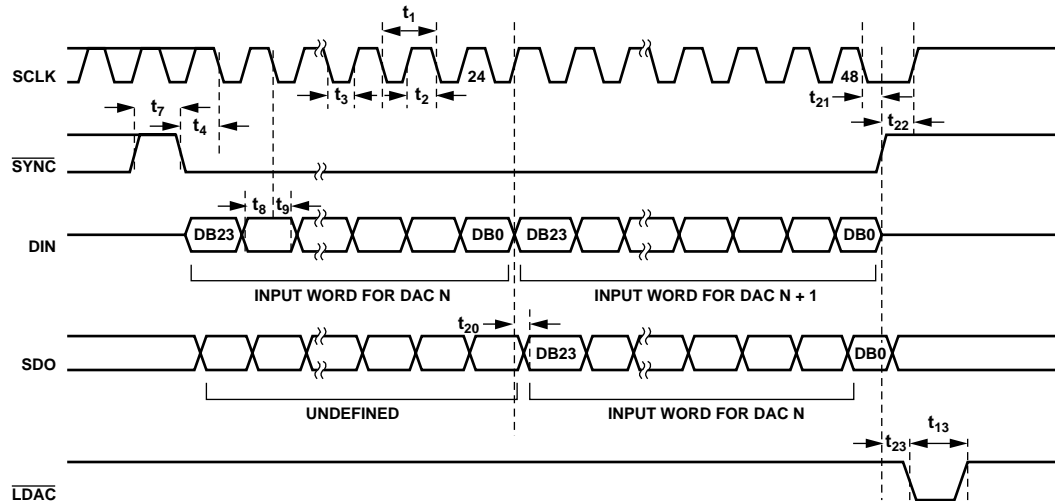 t1
SCLK
24
48
t3
t2
t21
t7
t4
t22
SYNC
t8
t9
DIN
DB23
DB0
DB23
DB0
INPUT WORD FOR DAC N
INPUT WORD FOR DAC N + 1
t20
SDO
DB23
DB0
UNDEFINED
INPUT WORD FOR DAC N
t23
t13
LDAC